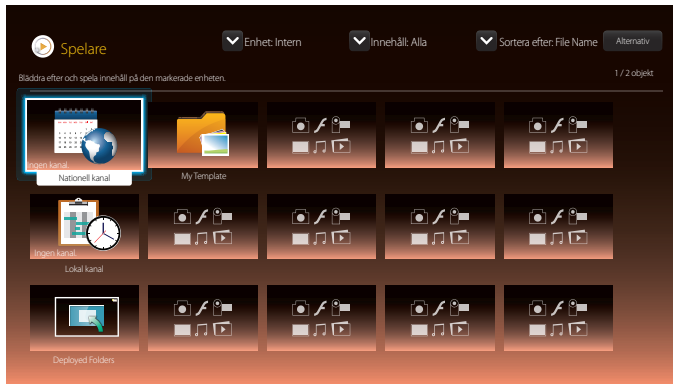 Spelare
Enhet: Intern
Innehåll: Alla
Sortera efter: File Name
Alternativ
Bläddra efter och spela innehåll på den markerade enheten.
1 / 2 objekt
Ingen kanal.
Nationell kanal
My Template
Ingen kanal.
Lokal kanal
Deployed Folders